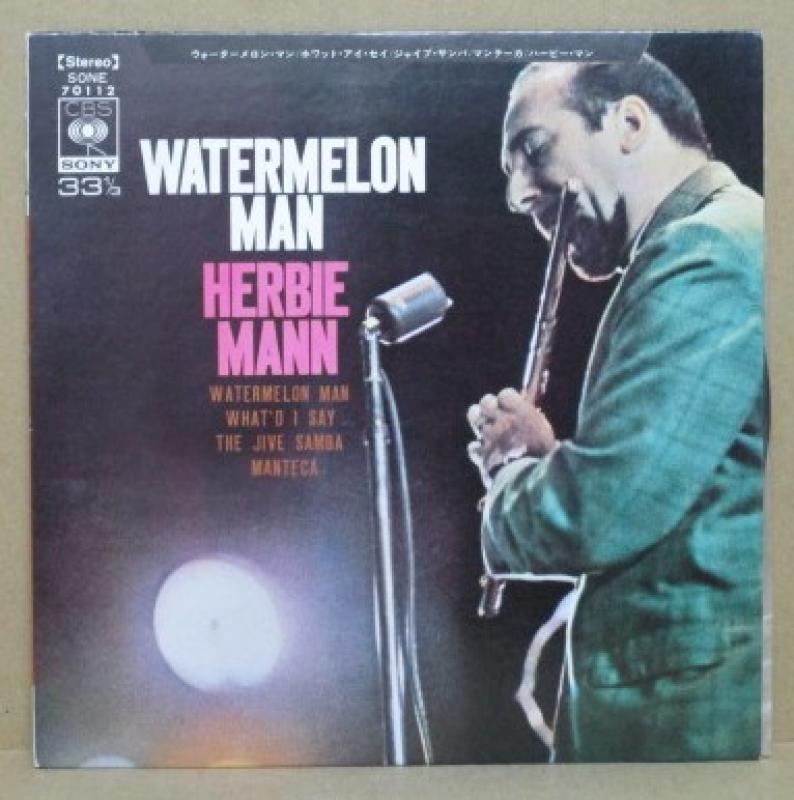 ウォーターメロン・マン/ホワット・アイ・セイ/ジャイブ・サンバ/マンテーカ/ハービー・マン
【Stereo】
SONE
70112
CBS
SONY
33⅓
WATERMELON
MAN
HERBIE
MANN
WATERMELON MAN
WHAT'D I SAY
THE JIVE SAMBA
MANTECA